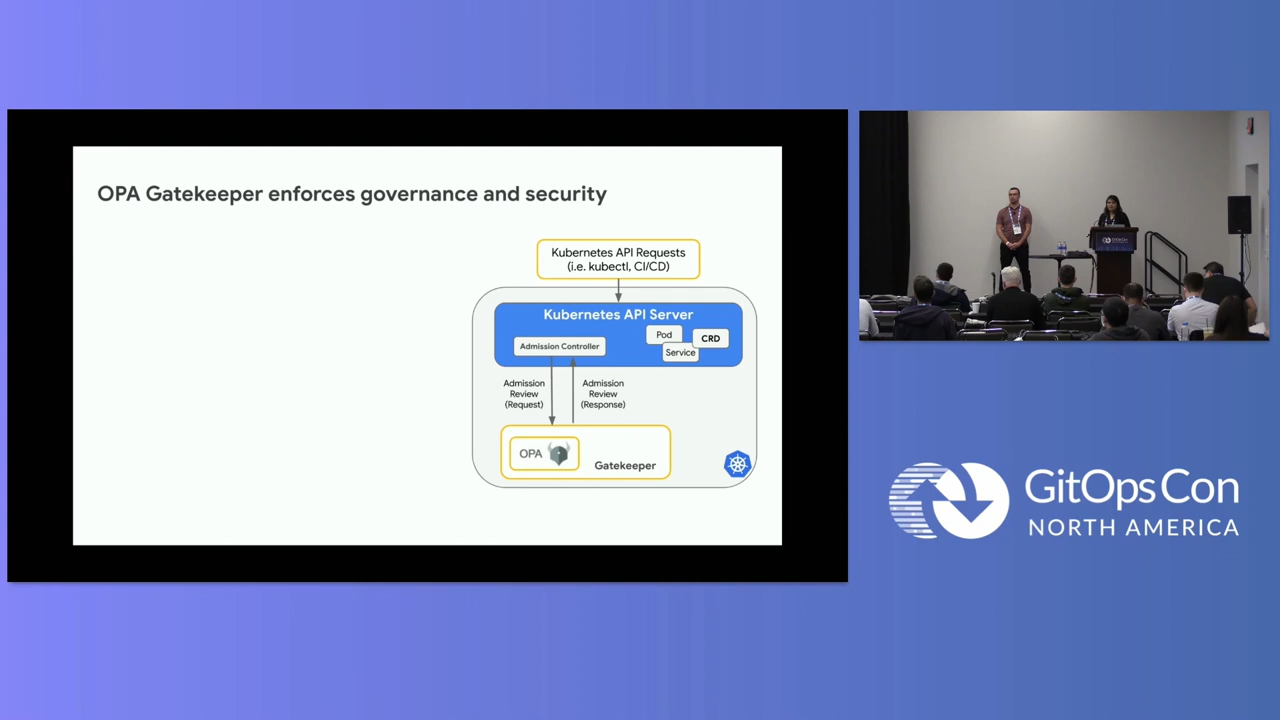 OPA Gatekeeper enforces governance and security
Kubernetes API Requests
(i.e. kubectl, CI/CD)
Kubernetes API Server
Admission Controller
Pod
Service
CRD
Admission
Review
(Request)
Admission
Review
(Response)
OPA
Gatekeeper
GitOpsCon
NORTH AMERICA